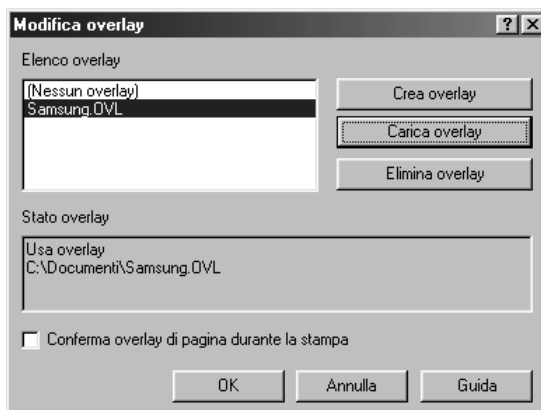 Modifica overlay
Elenco overlay
(Nessun overlay)
Samsung.OVL
Crea overlay
Carica overlay
Elimina overlay
Stato overlay
Usa overlay
C:\Documenti\Samsung.OVL
Conferma overlay di pagina durante la stampa
OK Annulla Guida